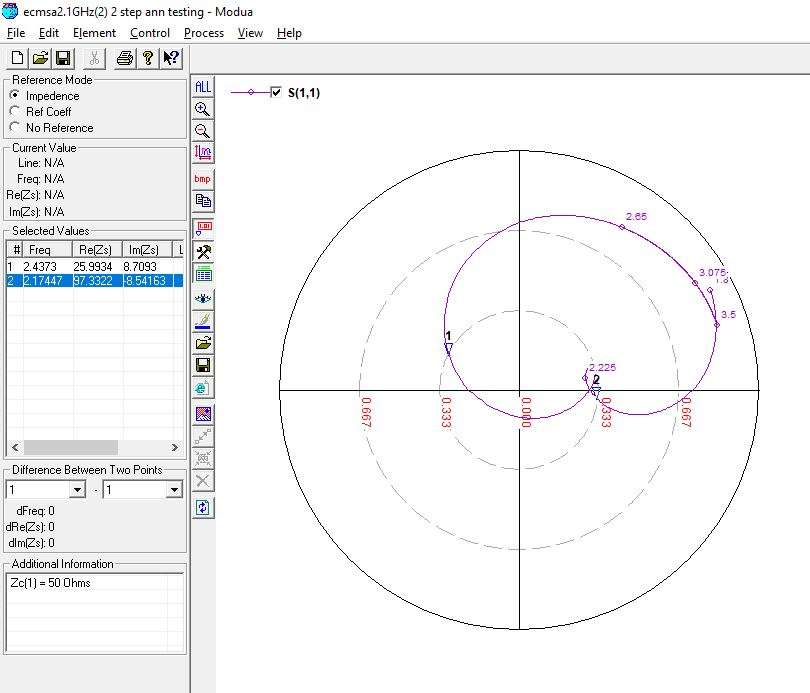 ecmsa2.1GHz(2) 2 step ann testing - Modua
File Edit Element Control Process View Help
Reference Mode
Impedence
Ref Coeff
No Reference
Current Value
Line: N/A
Freq: N/A
Re(Zs): N/A
Im(Zs): N/A
Selected Values
# Freq Re(Zs) Im(Zs) L
1 2.4373 25.9934 8.7093
2 2.17447 97.3322 -8.54163
Difference Between Two Points
1 - 1
dFreq: 0
dRe(Zs): 0
dIm(Zs): 0
Additional Information
Zc(1) = 50 Ohms
ALL
bmp
1.01
S(1,1)
2.65
3.075
3.5
1
2.225
2
0.667
0.333
0.000
0.333
0.667